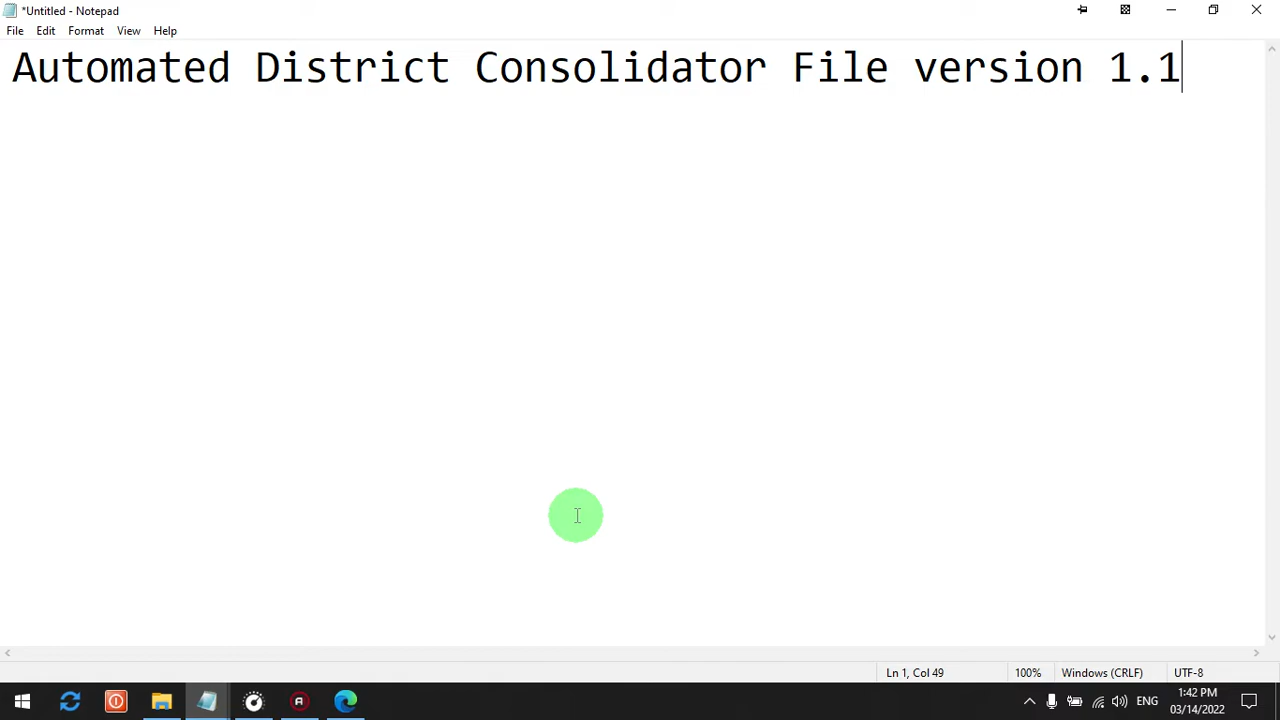 *Untitled - Notepad
File Edit Format View Help
Automated District Consolidator File version 1.1
Ln 1, Col 49 100% Windows (CRLF) UTF-8
ENG
1:42 PM
03/14/2022